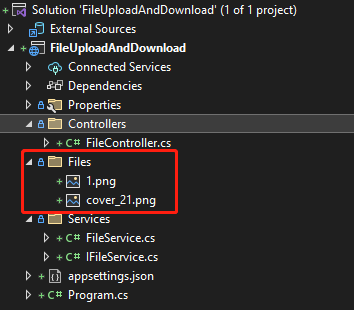 Solution 'FileUploadAndDownload' (1 of 1 project)
External Sources
FileUploadAndDownload
Connected Services
Dependencies
Properties
Controllers
C# FileController.cs
Files
1.png
cover_21.png
Services
C# FileService.cs
C# IFileService.cs
appsettings.json
C# Program.cs